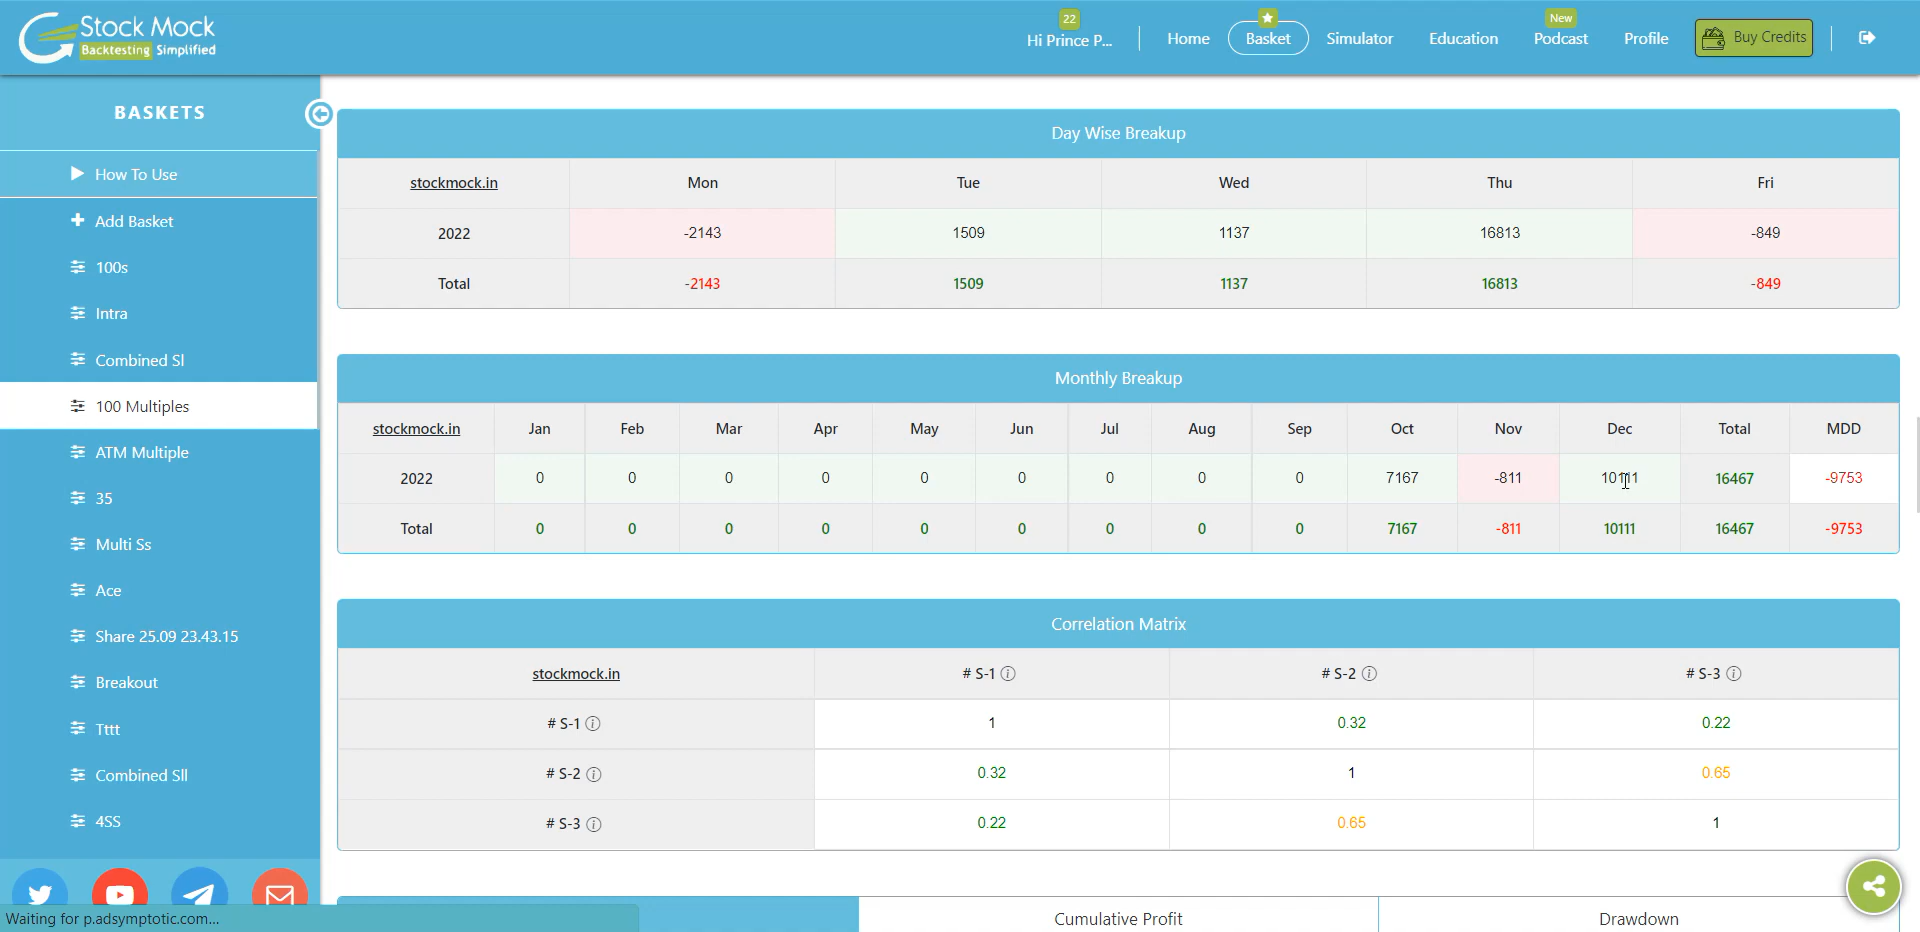 Stock Mock
Backtesting Simplified
22
Hi Prince P...
Home
Basket
Simulator
Education
New
Podcast
Profile
Buy Credits
BASKETS
How To Use
Add Basket
100s
Intra
Combined Sl
100 Multiples
ATM Multiple
35
Multi Ss
Ace
Share 25.09 23.43.15
Breakout
Tttt
Combined Sll
4SS
Waiting for p.adsymptotic.com...
Day Wise Breakup
stockmock.in Mon Tue Wed Thu Fri
2022 -2143 1509 1137 16813 -849
Total -2143 1509 1137 16813 -849
Monthly Breakup
stockmock.in Jan Feb Mar Apr May Jun Jul Aug Sep Oct Nov Dec Total MDD
2022 0 0 0 0 0 0 0 0 0 7167 -811 10111 16467 -9753
Total 0 0 0 0 0 0 0 0 0 7167 -811 10111 16467 -9753
Correlation Matrix
stockmock.in # S-1 # S-2 # S-3
# S-1 1 0.32 0.22
# S-2 0.32 1 0.65
# S-3 0.22 0.65 1
Cumulative Profit
Drawdown